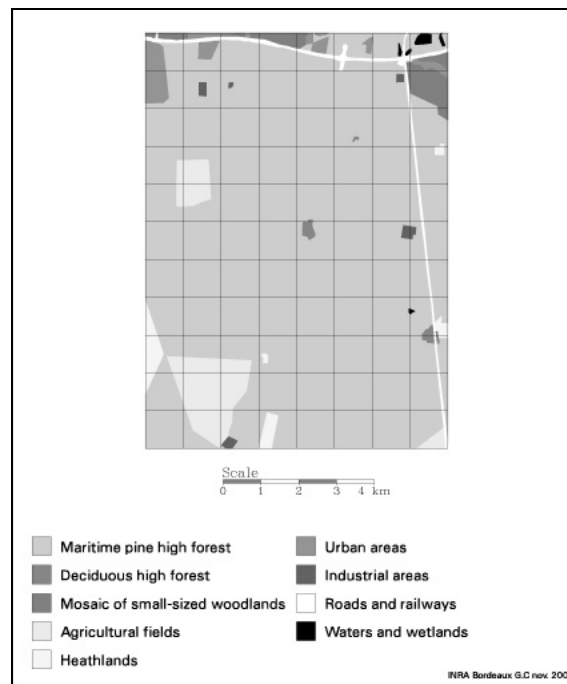 Scale
0 1 2 3 4 km
Maritime pine high forest
Deciduous high forest
Mosaic of small-sized woodlands
Agricultural fields
Heathlands
Urban areas
Industrial areas
Roads and railways
Waters and wetlands
INRA Bordeaux G.C nov. 200